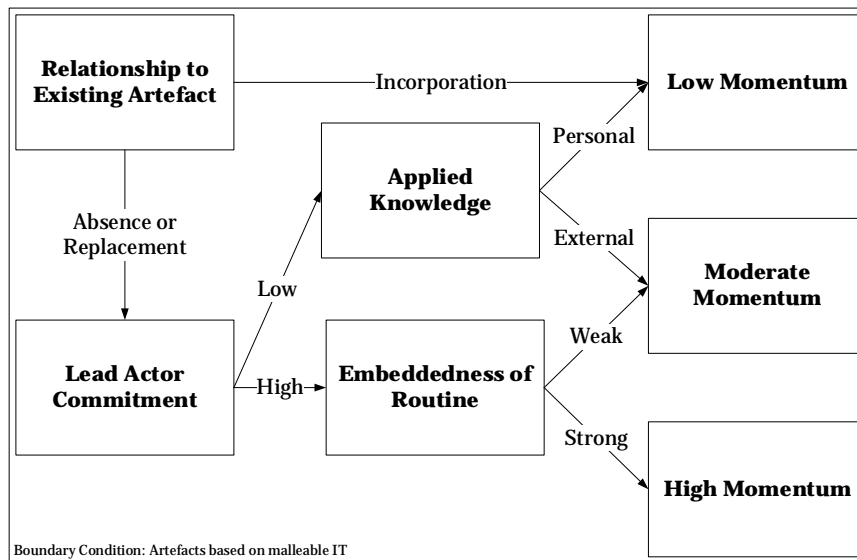 Relationship to
Existing Artefact
Incorporation
Low Momentum
Personal
Applied
Knowledge
Absence or
Replacement
External
Moderate
Momentum
Low
Weak
Lead Actor
Commitment
High
Embeddedness of
Routine
Strong
High Momentum
Boundary Condition: Artefacts based on malleable IT